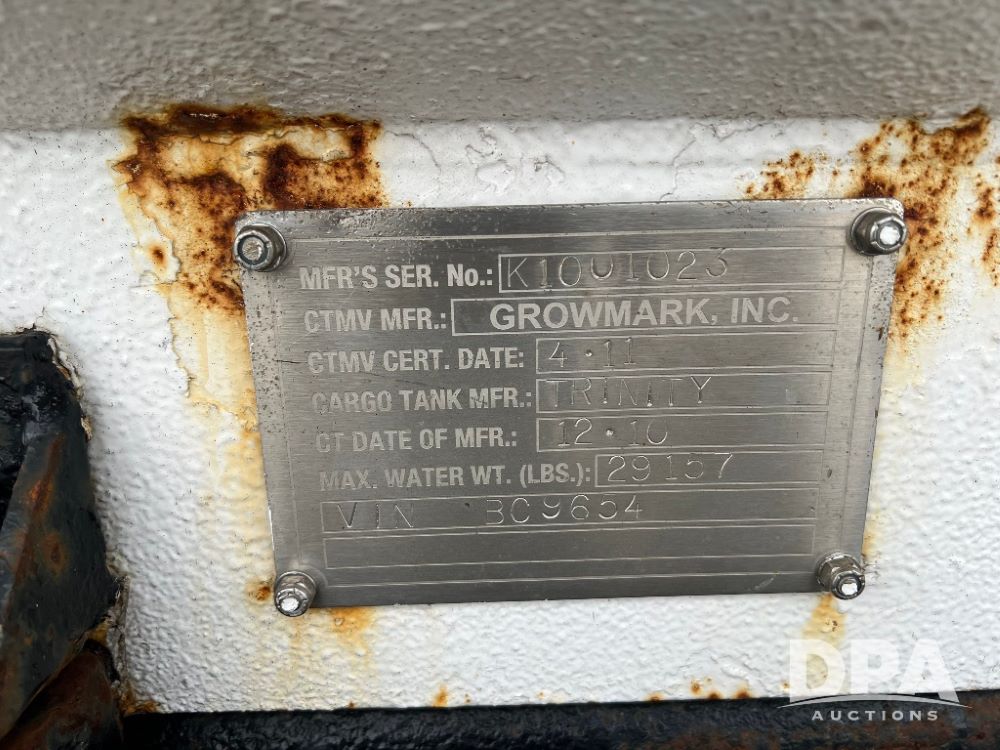 MFR'S SER. No.: K1001023
CTMV MFR.: GROWMARK, INC.
CTMV CERT. DATE: 4·11
CARGO TANK MFR.: TRINITY
CT DATE OF MFR.: 12·10
MAX. WATER WT. (LBS.): 29157
VIN BC9654
DPA
AUCTIONS